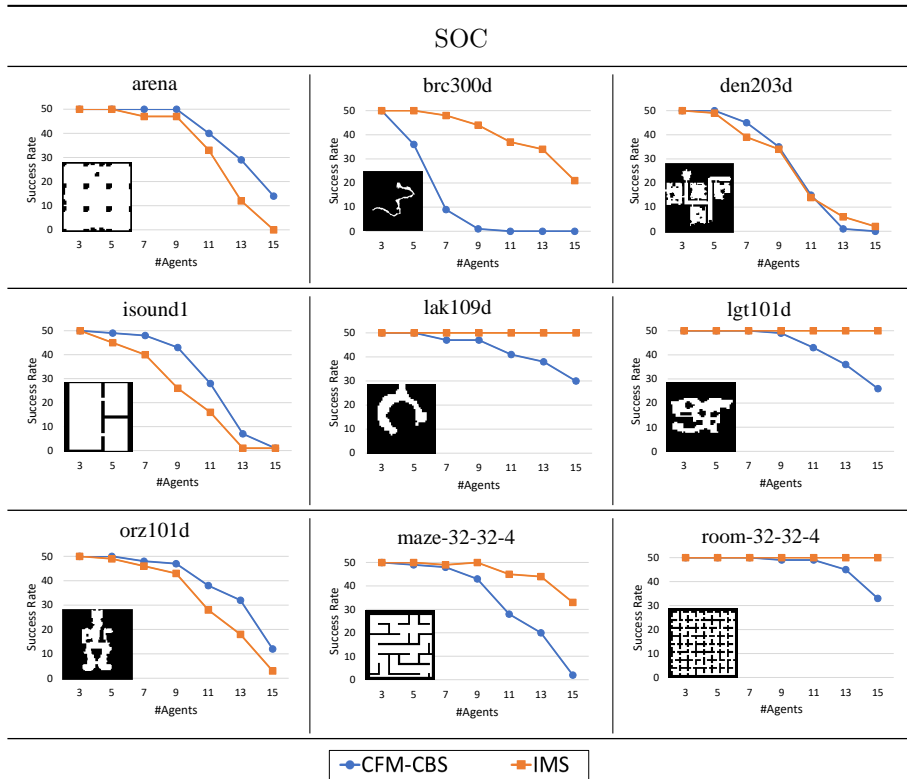 SOC
arena
brc300d
den203d
50
40
30
20
10
0
Success Rate
3 5 7 9 11 13 15
#Agents
50
40
30
20
10
0
Success Rate
3 5 7 9 11 13 15
#Agents
50
40
30
20
10
0
Success Rate
3 5 7 9 11 13 15
#Agents
isound1
lak109d
lgt101d
50
40
30
20
10
0
Success Rate
3 5 7 9 11 13 15
#Agents
50
40
30
20
10
0
Success Rate
3 5 7 9 11 13 15
#Agents
50
40
30
20
10
0
Success Rate
3 5 7 9 11 13 15
#Agents
orz101d
maze-32-32-4
room-32-32-4
50
40
30
20
10
0
Success Rate
3 5 7 9 11 13 15
#Agents
50
40
30
20
10
0
Success Rate
3 5 7 9 11 13 15
#Agents
50
40
30
20
10
0
Success Rate
3 5 7 9 11 13 15
#Agents
CFM-CBS IMS